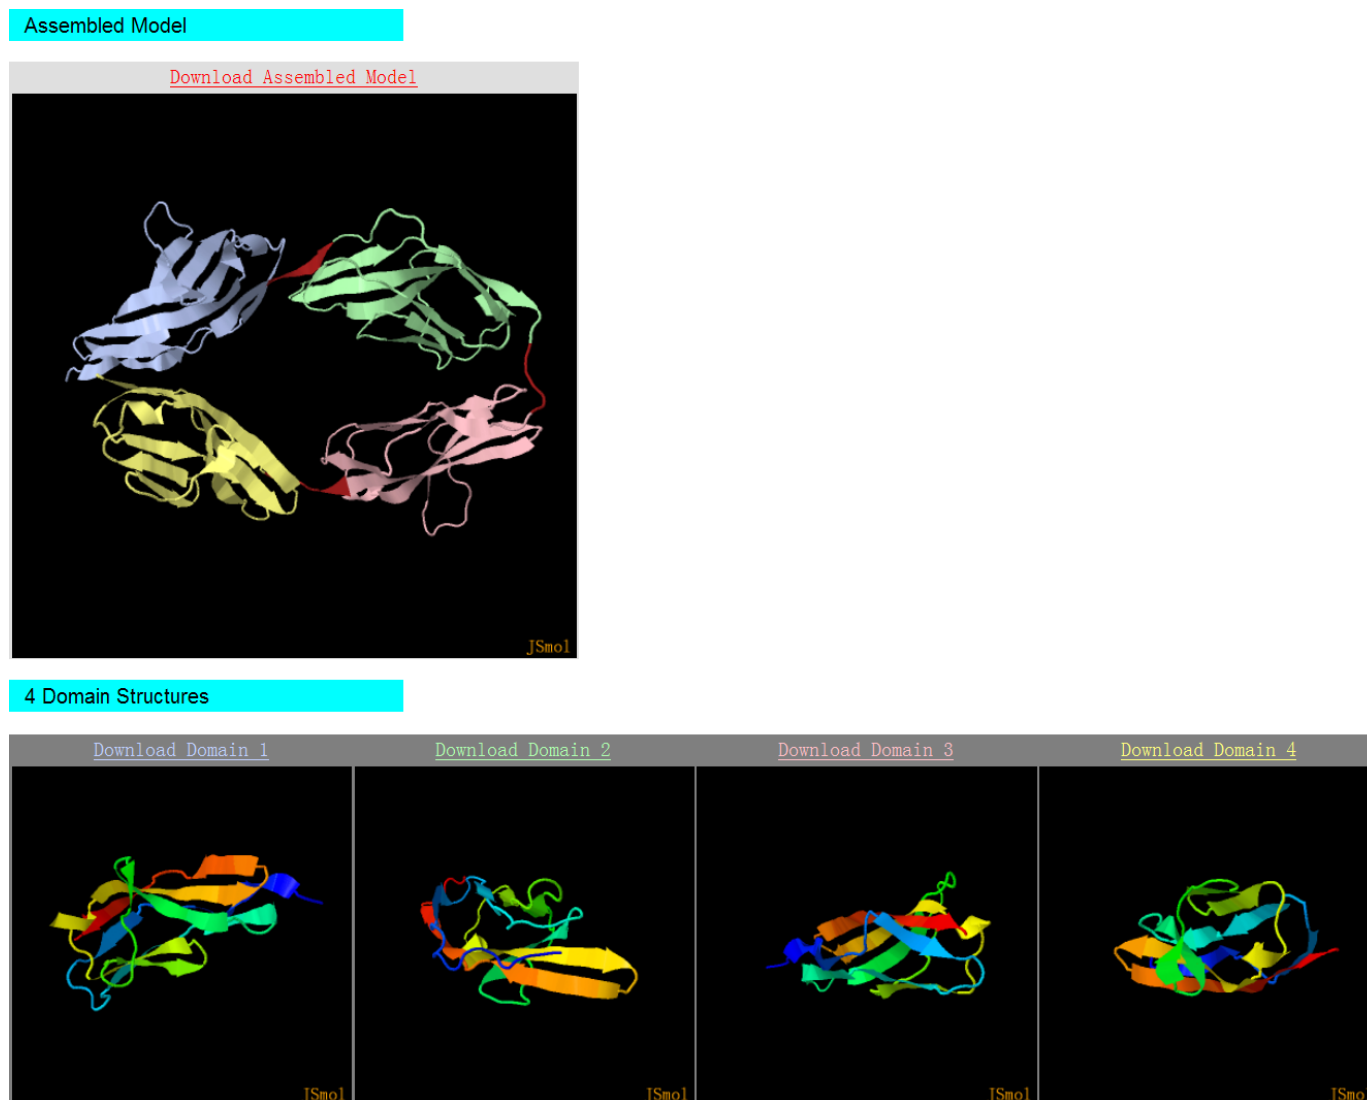 Assembled Model
Download Assembled Model
JSmol
4 Domain Structures
Download Domain 1 Download Domain 2 Download Domain 3 Download Domain 4
JSmol JSmol JSmol JSmol